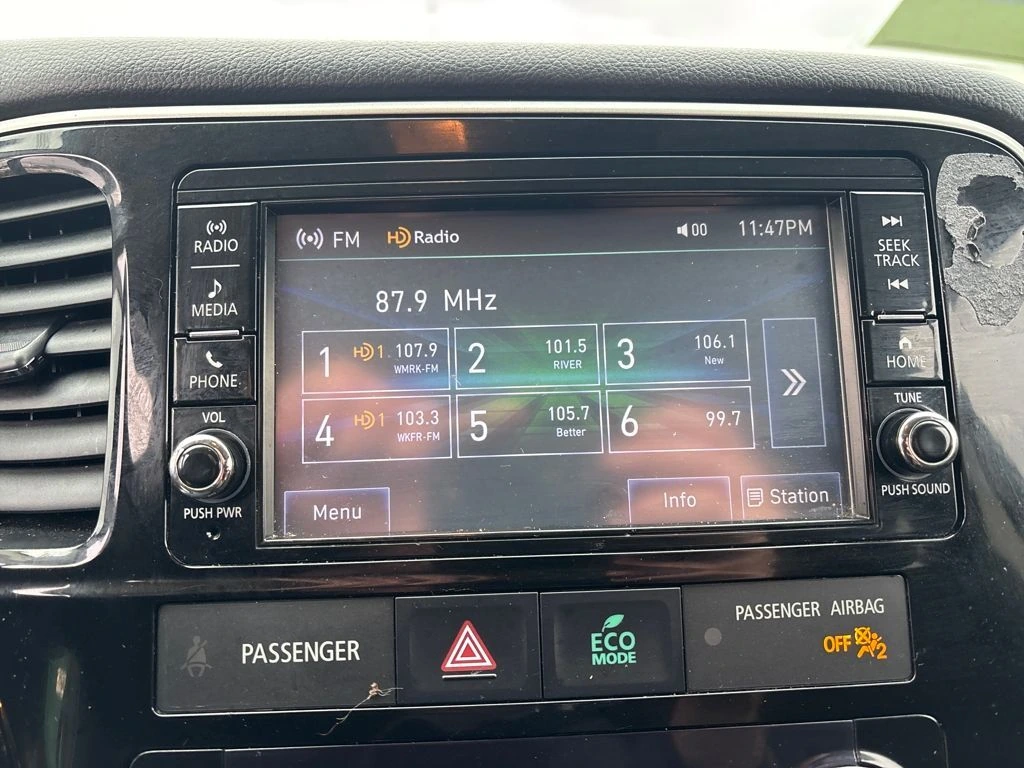 FM HD Radio 00 11:47PM
87.9 MHz
1 HD1 107.9
WMRK-FM
2 101.5
RIVER
3 106.1
New
4 HD1 103.3
WKFR-FM
5 105.7
Better
6 99.7
Menu Info Station
RADIO
MEDIA
PHONE
VOL
PUSH PWR
SEEK
TRACK
HOME
TUNE
PUSH SOUND
PASSENGER
ECO
MODE
PASSENGER AIRBAG
OFF 2